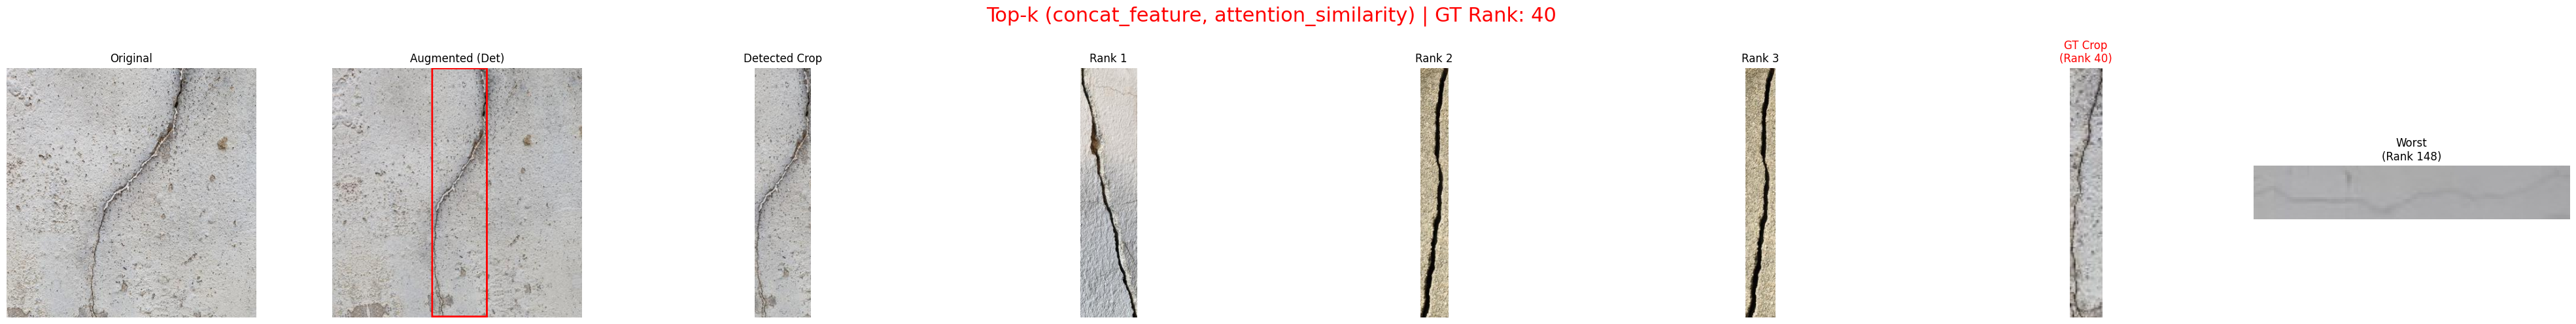 Top-k (concat_feature, attention_similarity) | GT Rank: 40
Original
Augmented (Det)
Detected Crop
Rank 1
Rank 2
Rank 3
GT Crop
(Rank 40)
Worst
(Rank 148)